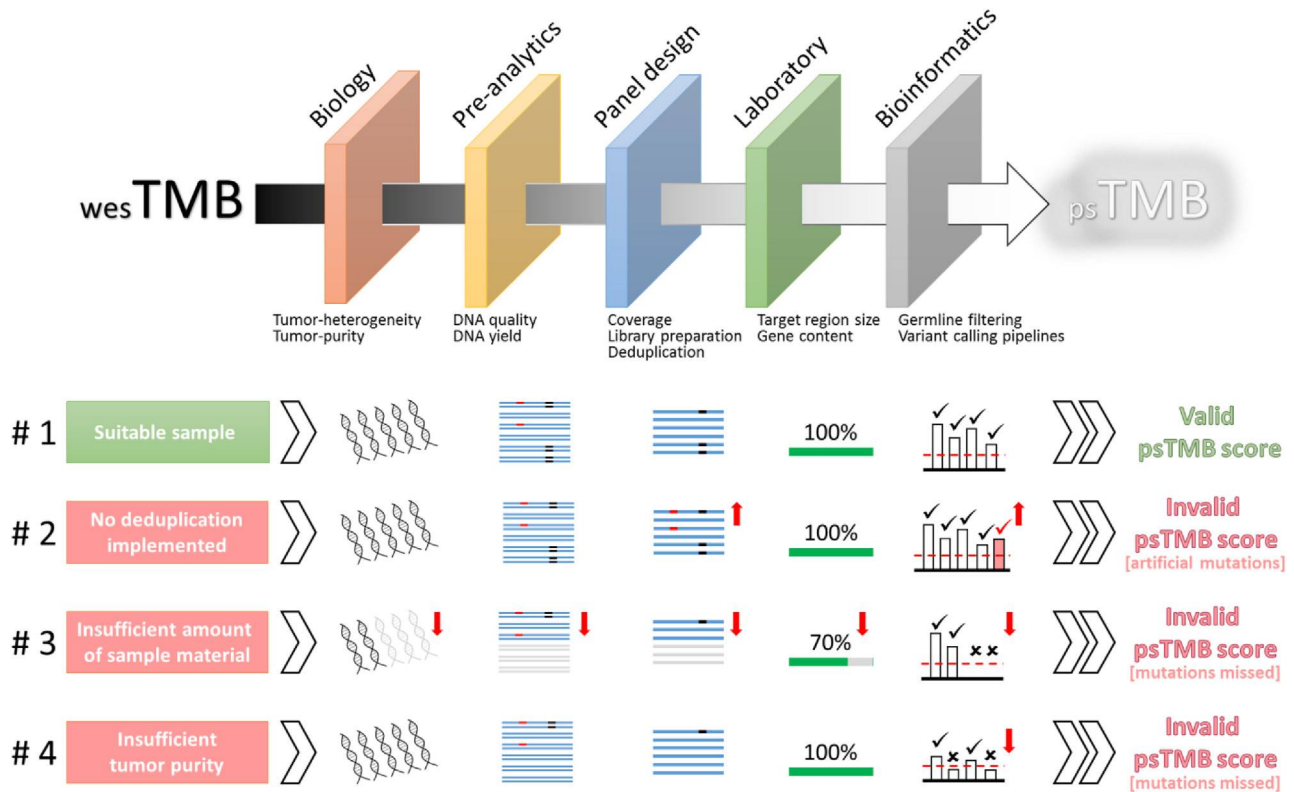 Biology
Pre-analytics
Panel design
Laboratory
Bioinformatics
wesTMB
psTMB
Tumor-heterogeneity
Tumor-purity
DNA quality
DNA yield
Coverage
Library preparation
Deduplication
Target region size
Gene content
Germline filtering
Variant calling pipelines
# 1
Suitable sample
100%
Valid
psTMB score
# 2
No deduplication
implemented
100%
Invalid
psTMB score
[artificial mutations]
# 3
Insufficient amount
of sample material
70%
Invalid
psTMB score
[mutations missed]
# 4
Insufficient
tumor purity
100%
Invalid
psTMB score
[mutations missed]